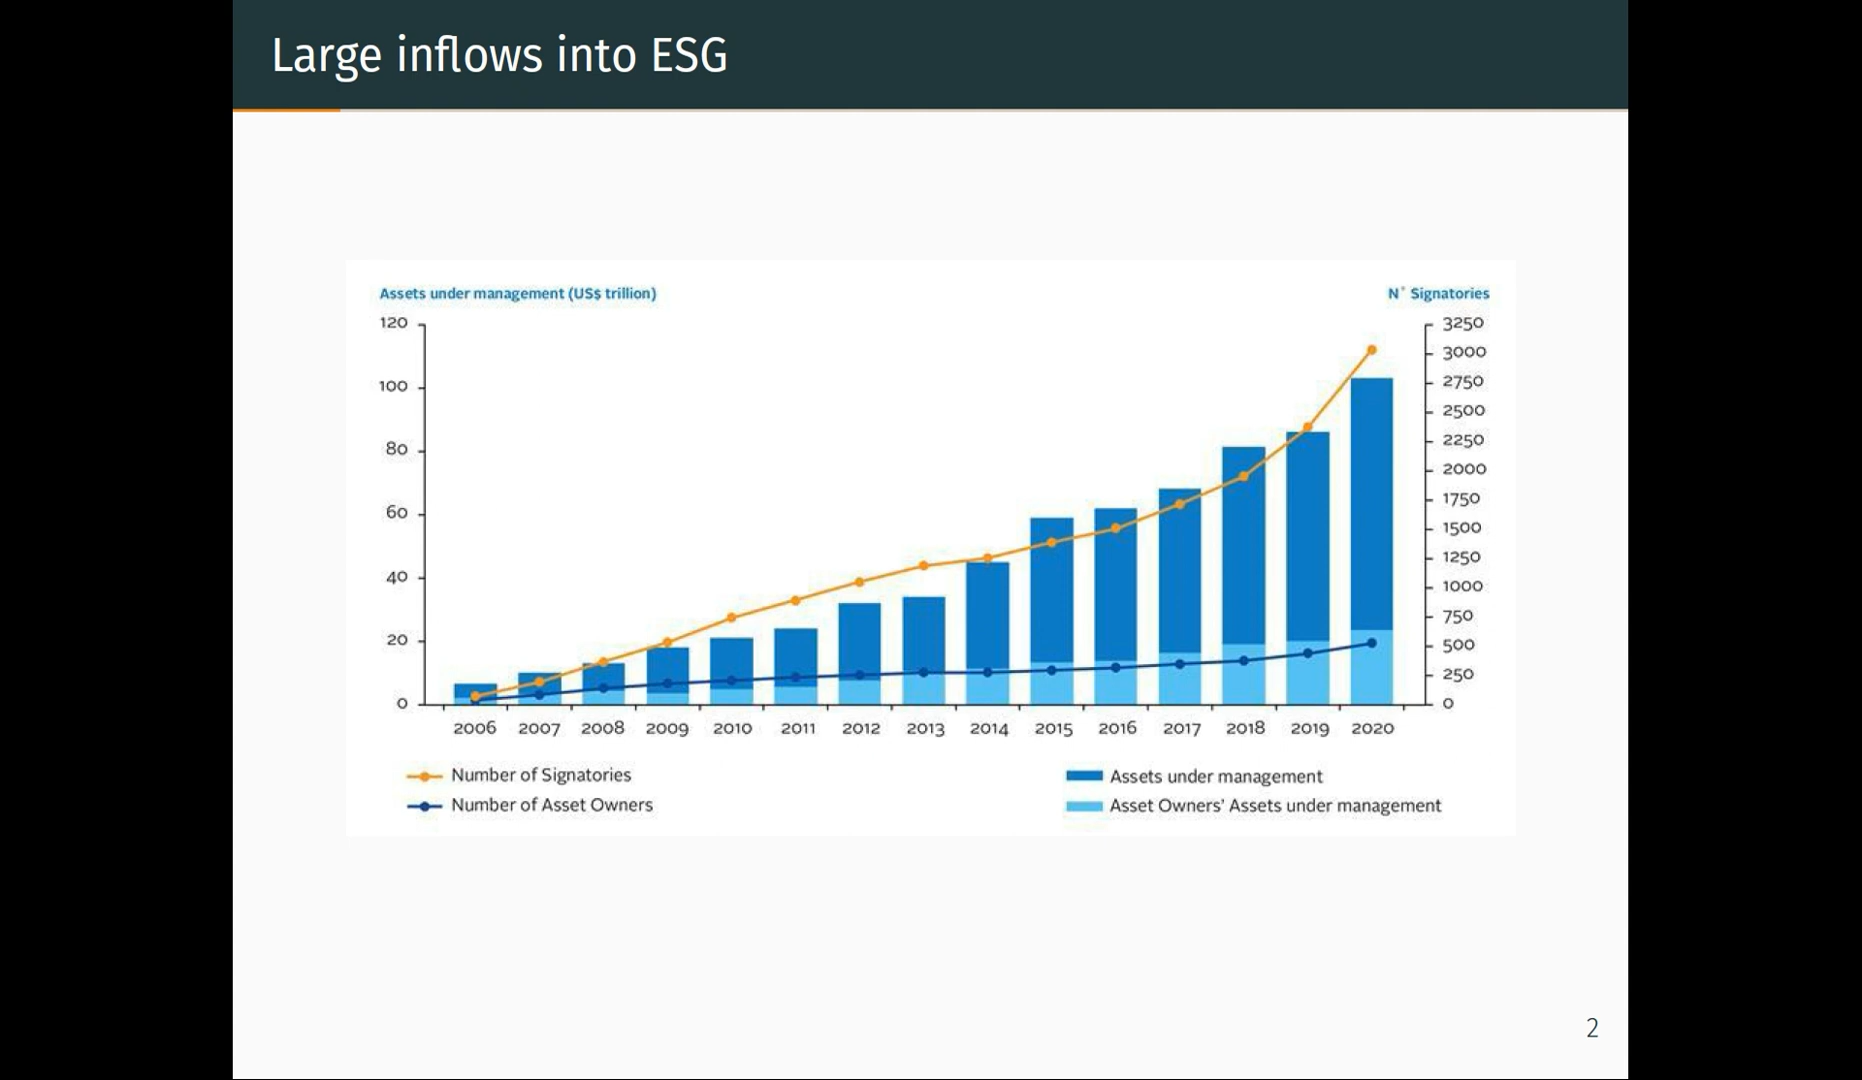 Large inflows into ESG
Assets under management (US$ trillion)
N° Signatories
120
100
80
60
40
20
0
3250
3000
2750
2500
2250
2000
1750
1500
1250
1000
750
500
250
0
2006 2007 2008 2009 2010 2011 2012 2013 2014 2015 2016 2017 2018 2019 2020
Number of Signatories
Number of Asset Owners
Assets under management
Asset Owners’ Assets under management
2